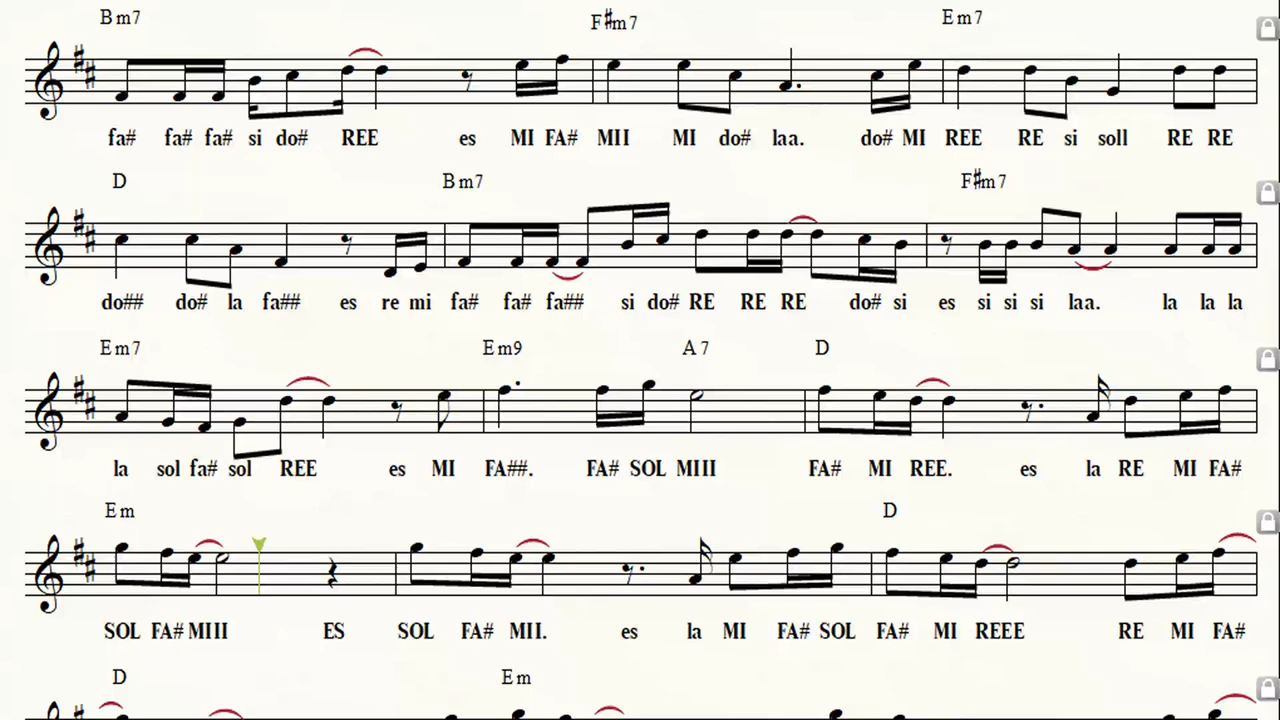 Bm7 F#m7 Em7
fa# fa# fa# si do# REE es MI FA# MII MI do# laa. do# MI REE RE si soll RE RE
D Bm7 F#m7
do## do# la fa## es re mi fa# fa# fa## si do# RE RE RE do# si es si si si laa. la la la
Em7 Em9 A7 D
la sol fa# sol REE es MI FA##. FA# SOL MIII FA# MI REE. es la RE MI FA#
Em D
SOL FA# MIII ES SOL FA# MII. es la MI FA# SOL FA# MI REEE RE MI FA#
D Em